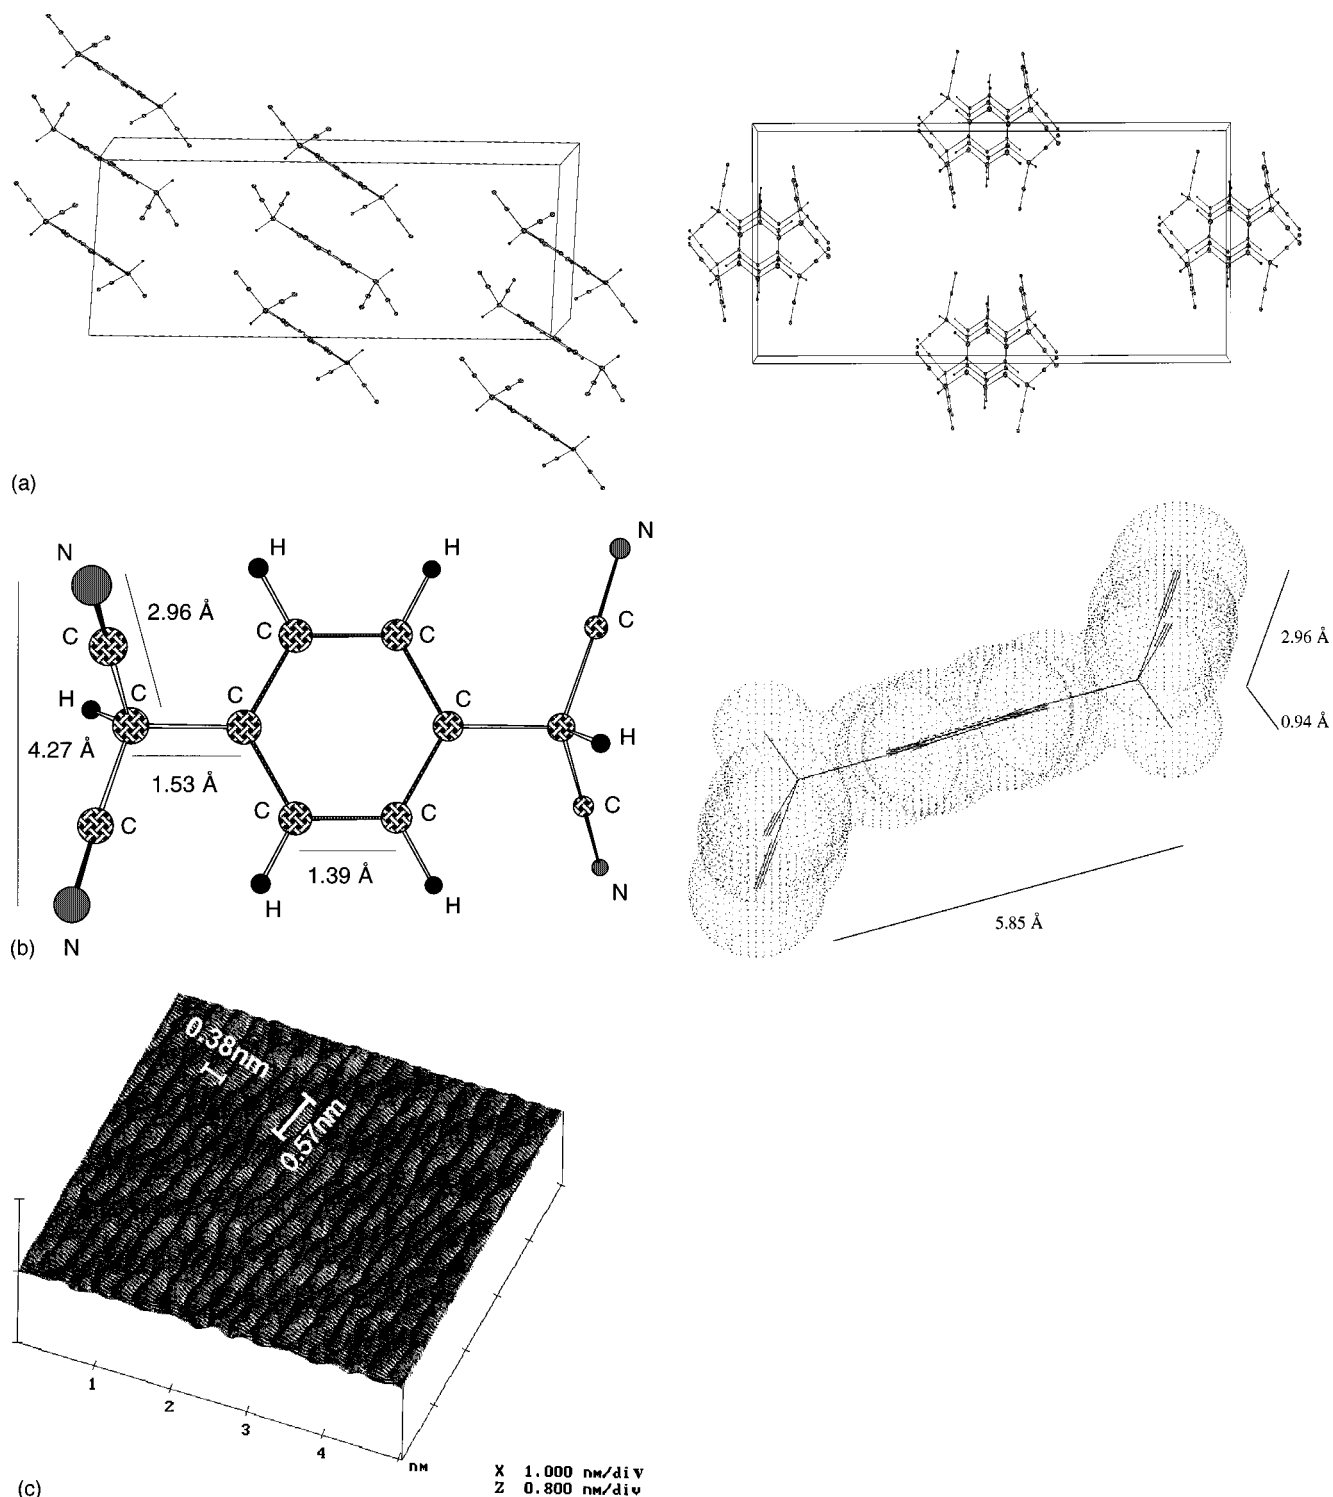 (a)
N
H
H
N
2.96 Å
C
C
C
C
H
C
C
C
H
4.27 Å
1.53 Å
C
C
C
C
1.39 Å
H
H
N
(b)
N
2.96 Å
0.94 Å
5.85 Å
0.38nm
0.57nm
1
2
3
4
nm
(c)
X 1.000 nm/div
Z 0.800 nm/div